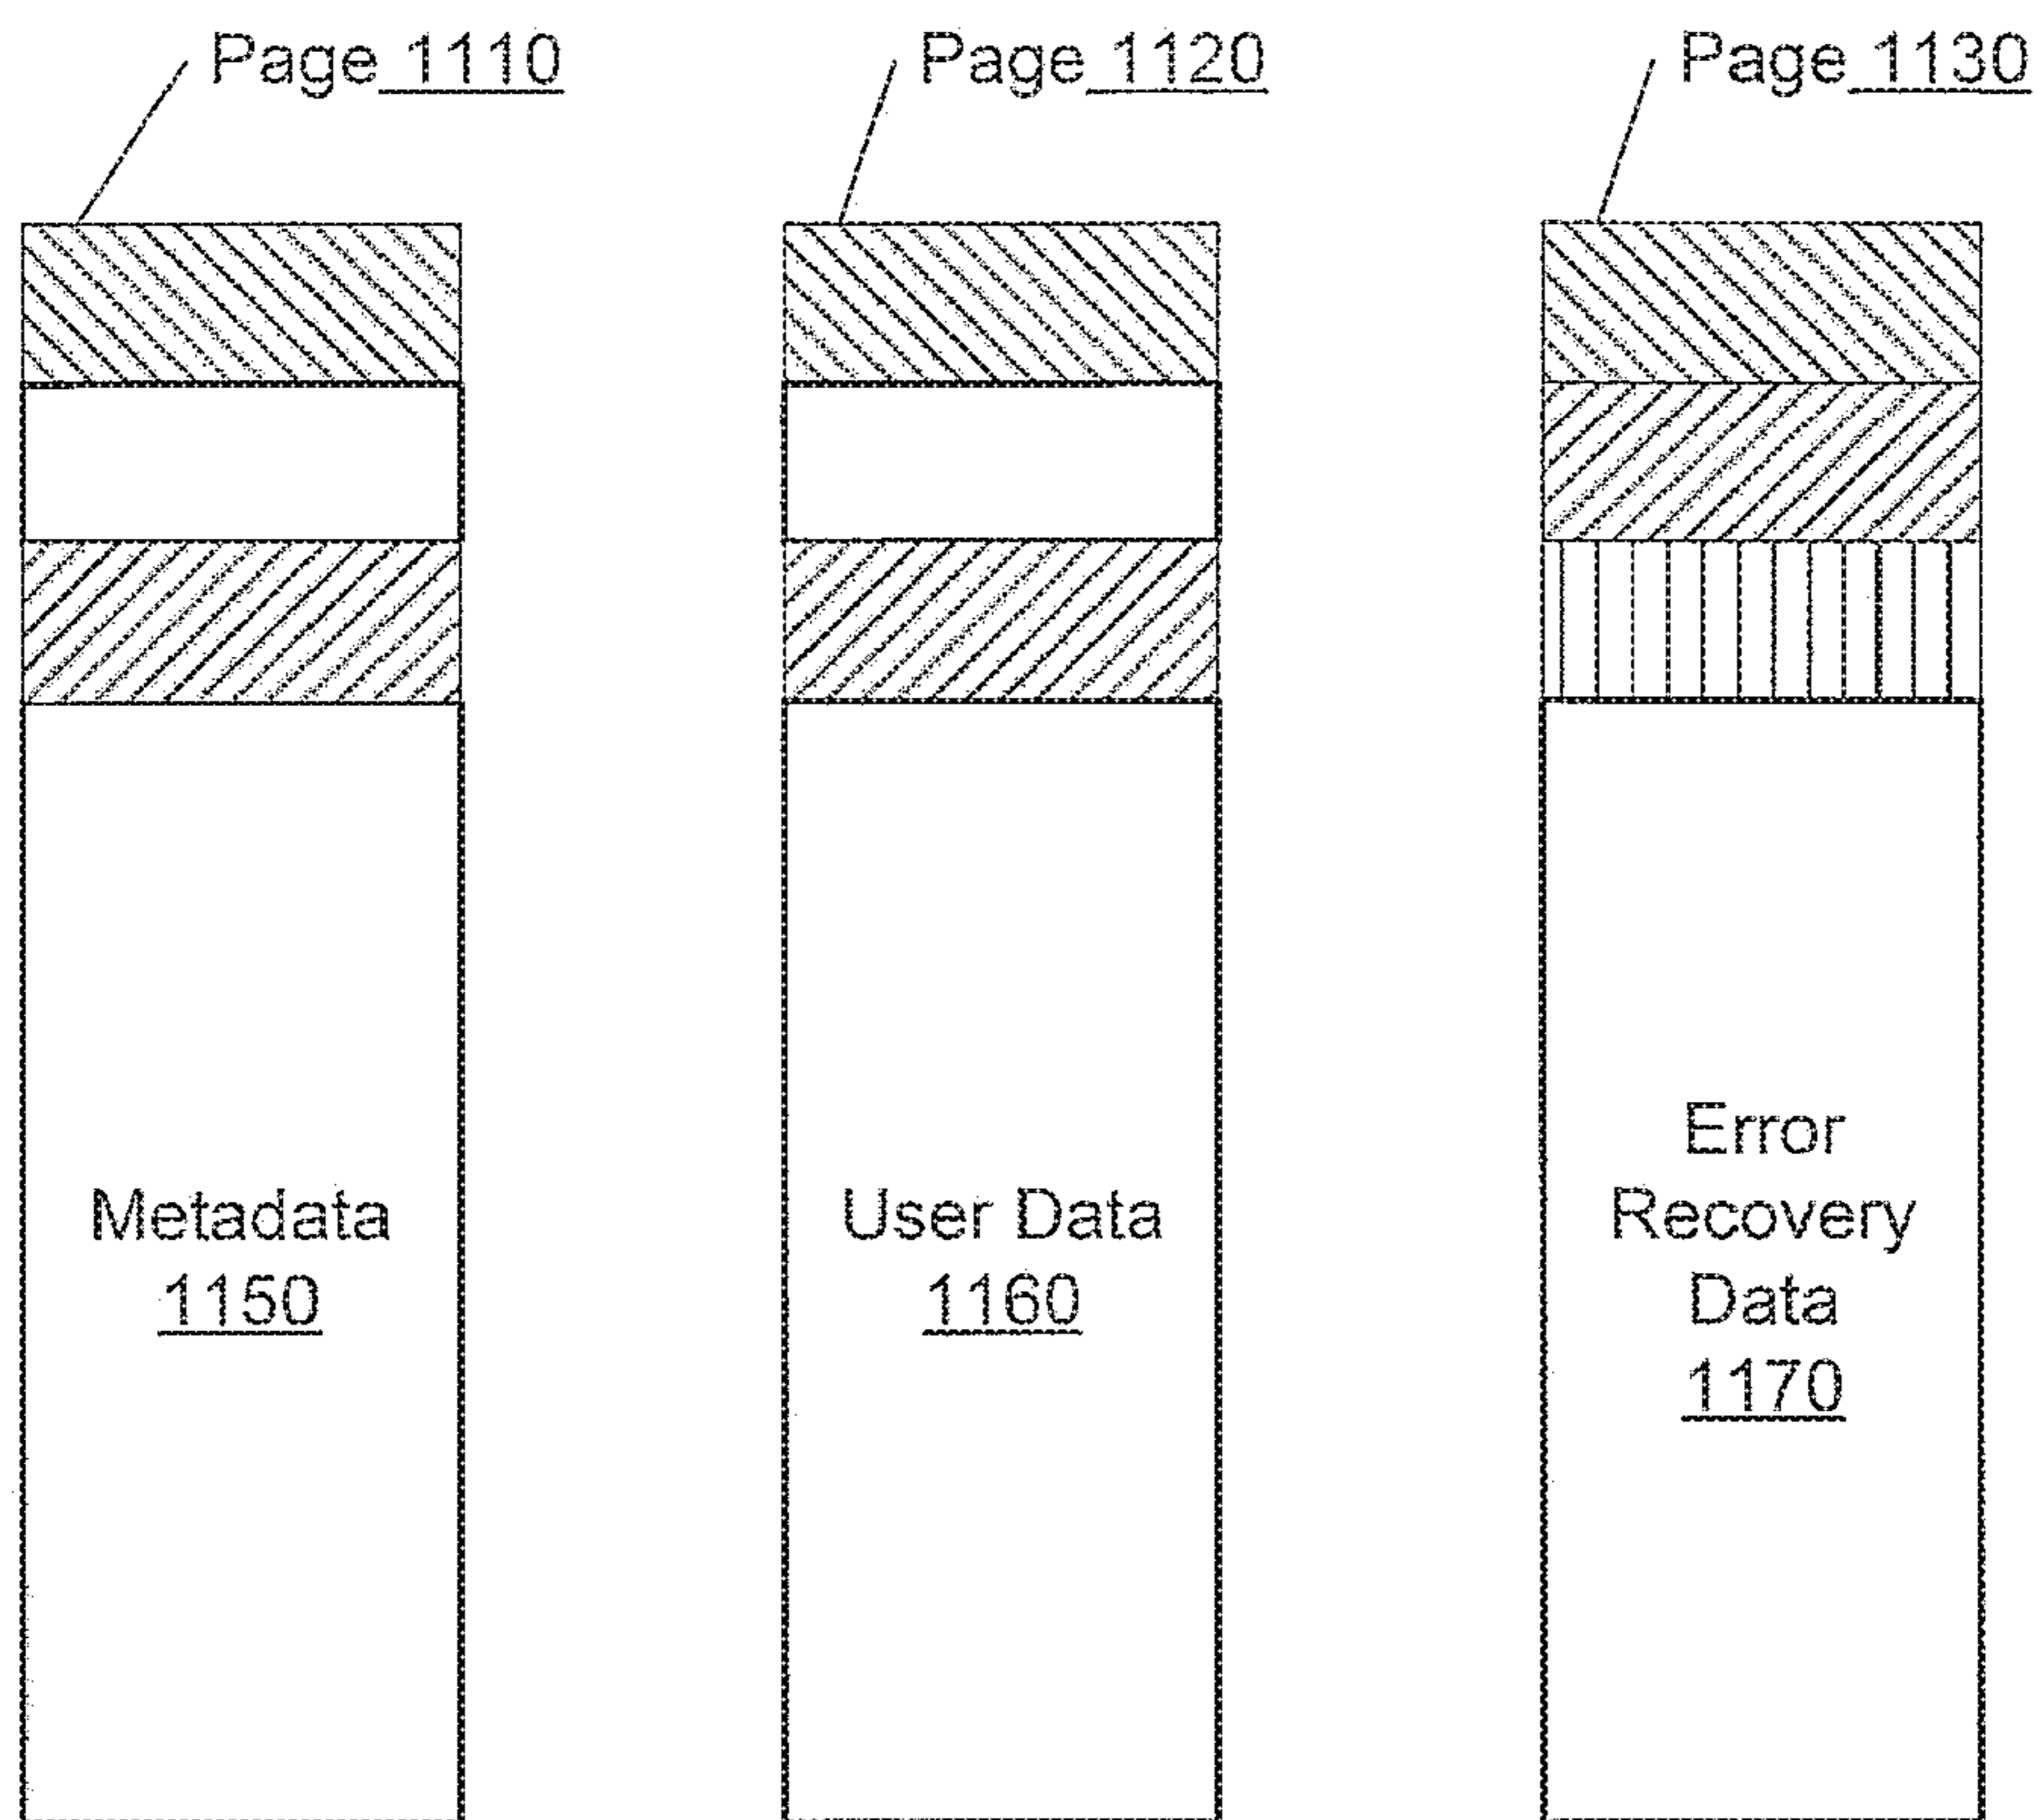 Page 1110
Page 1120
Page 1130
Metadata
1150
User Data
1160
Error
Recovery
Data
1170